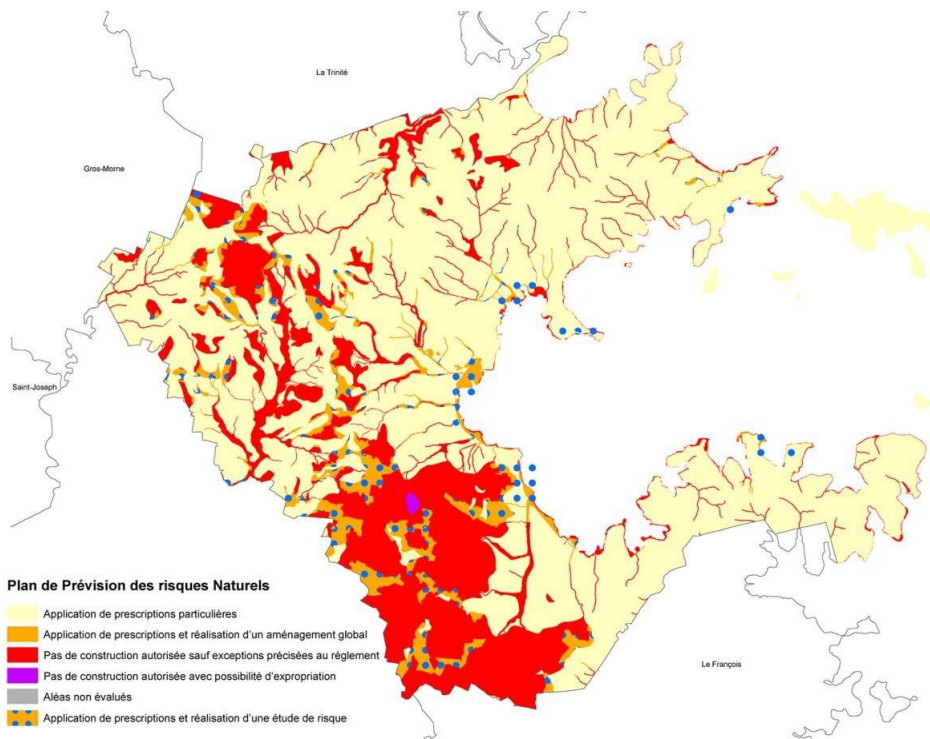 La Trinité
Gros-Morne
Saint-Joseph
Le François
Plan de Prévision des risques Naturels
Application de prescriptions particulières
Application de prescriptions et réalisation d'un aménagement global
Pas de construction autorisée sauf exceptions précisées au règlement
Pas de construction autorisée avec possibilité d'expropriation
Aléas non évalués
Application de prescriptions et réalisation d'une étude de risque